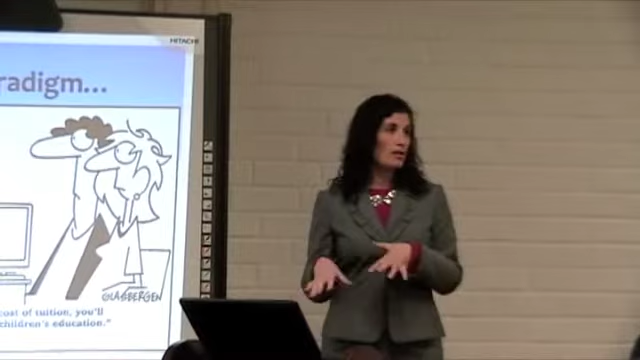 HITACHI
radigm...
GLASBERGEN
cost of tuition, you'll
children's education."